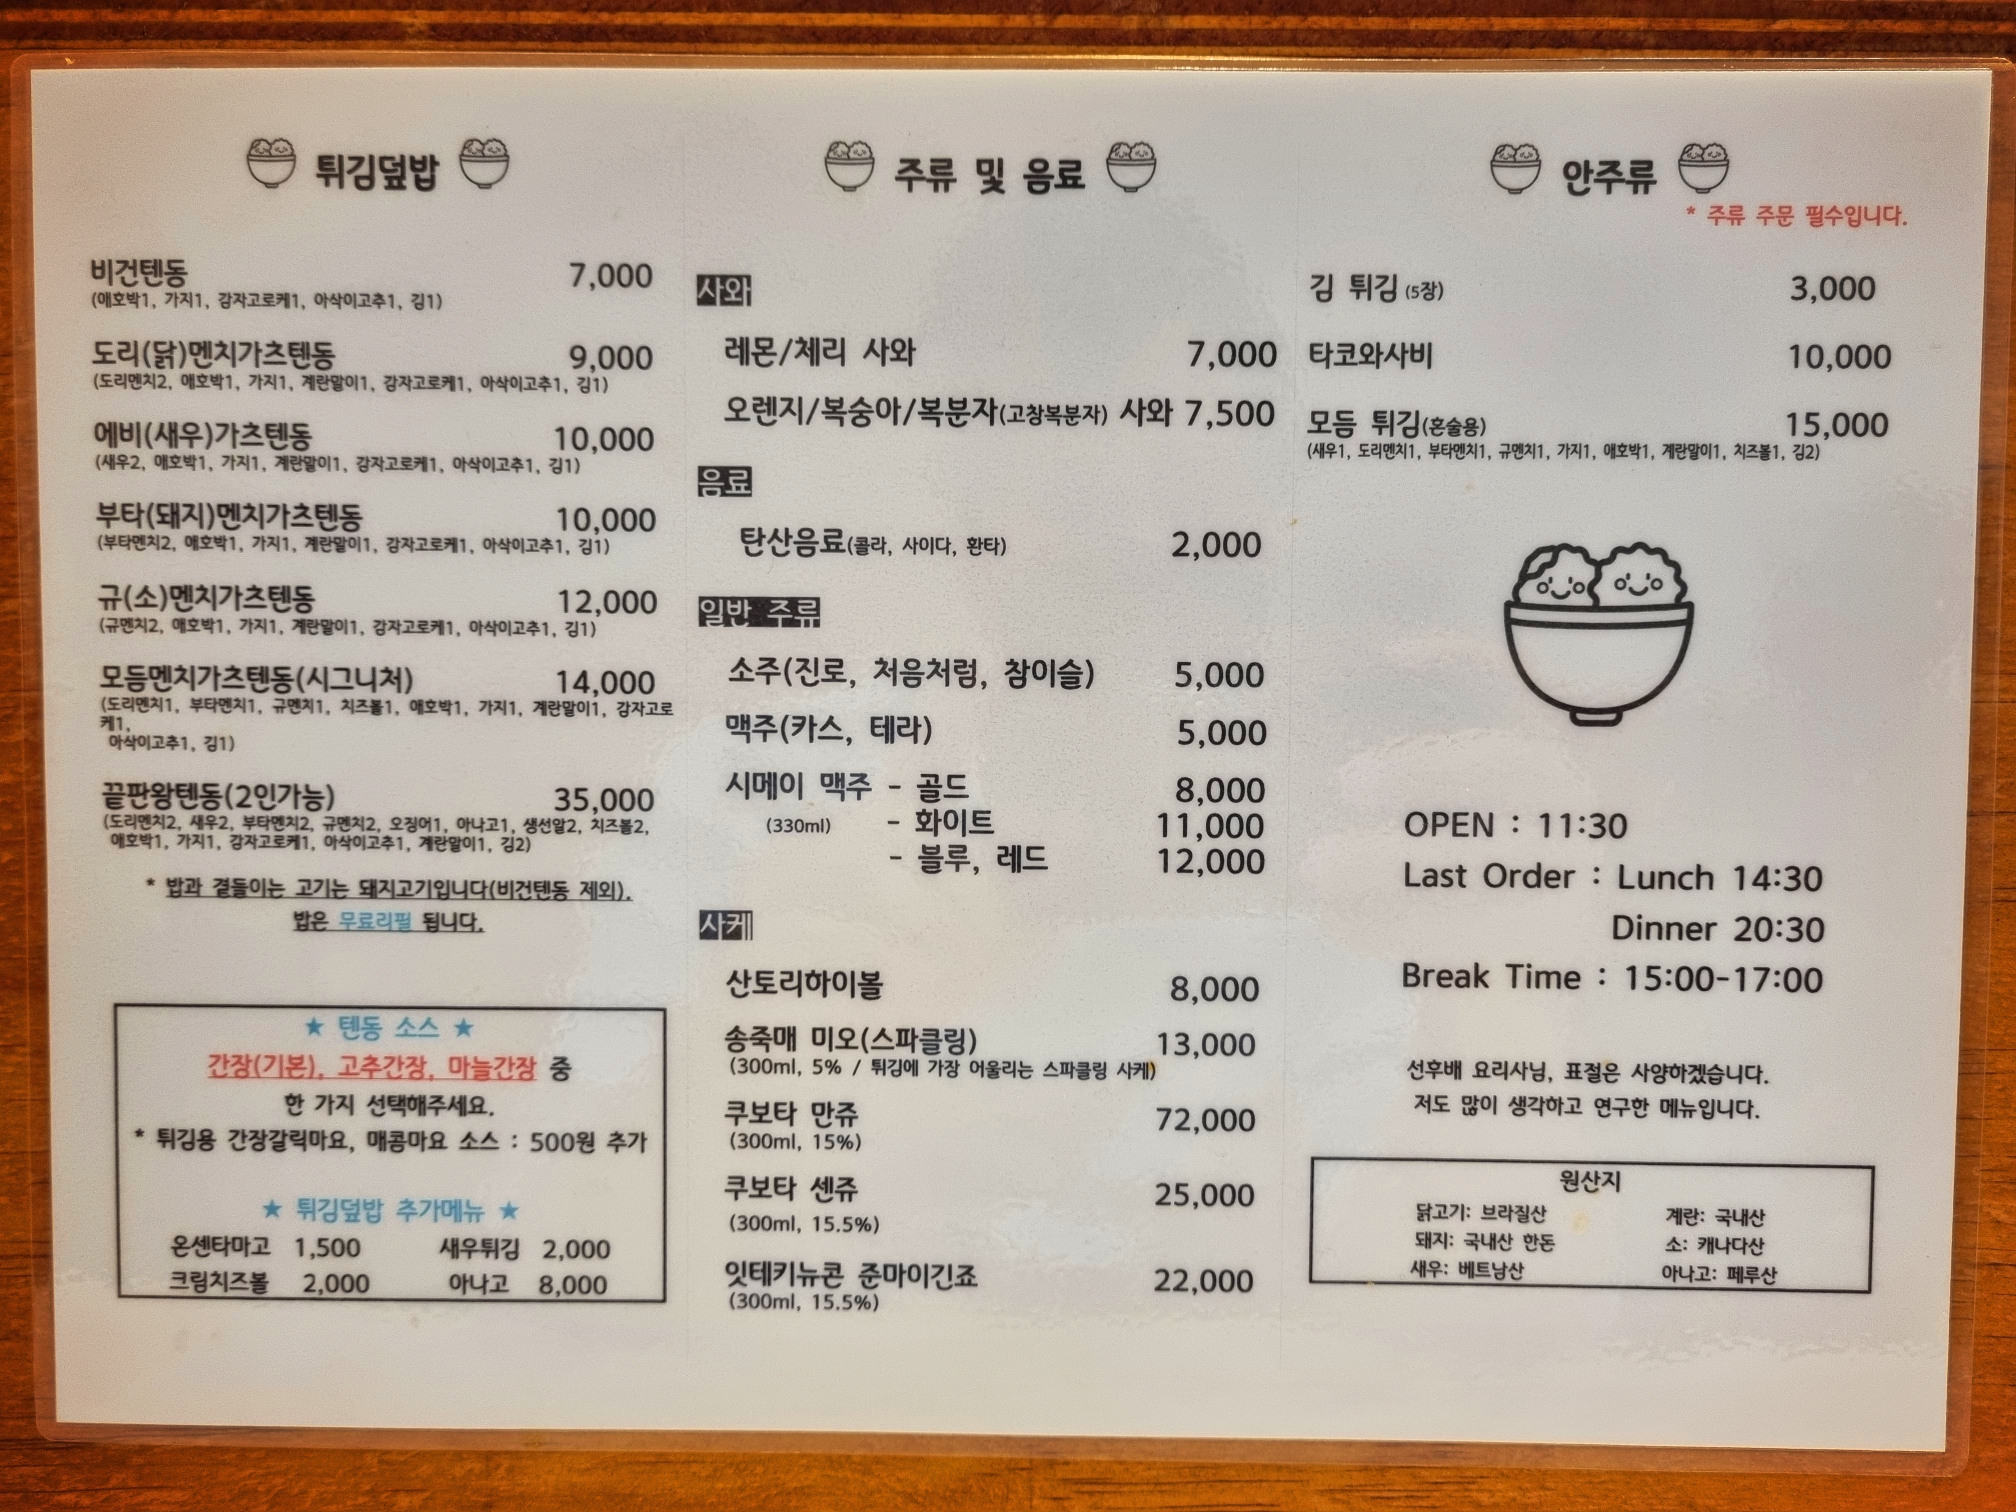 튀김덮밥
비건텐동 7,000
(애호박1, 가지1, 감자고로케1, 아삭이고추1, 김1)
도리(닭)멘치가츠텐동 9,000
(도리멘치2, 애호박1, 가지1, 계란말이1, 감자고로케1, 아삭이고추1, 김1)
에비(새우)가츠텐동 10,000
(새우2, 애호박1, 가지1, 계란말이1, 감자고로케1, 아삭이고추1, 김1)
부타(돼지)멘치가츠텐동 10,000
(부타멘치2, 애호박1, 가지1, 계란말이1, 감자고로케1, 아삭이고추1, 김1)
규(소)멘치가츠텐동 12,000
(규멘치2, 애호박1, 가지1, 계란말이1, 감자고로케1, 아삭이고추1, 김1)
모듬멘치가츠텐동(시그니처) 14,000
(도리멘치1, 부타멘치1, 규멘치1, 치즈볼1, 애호박1, 가지1, 계란말이1, 감자고로
케1,
아삭이고추1, 김1)
끝판왕텐동(2인가능) 35,000
(도리멘치2, 새우2, 부타멘치2, 규멘치2, 오징어1, 아나고1, 생선알2, 치즈볼2,
애호박1, 가지1, 감자고로케1, 아삭이고추1, 계란말이1, 김2)
* 밥과 곁들이는 고기는 돼지고기입니다(비건텐동 제외).
밥은 무료리필 됩니다.
★ 텐동 소스 ★
간장(기본), 고추간장, 마늘간장 중
한 가지 선택해주세요.
* 튀김용 간장갈릭마요, 매콤마요 소스 : 500원 추가
★ 튀김덮밥 추가메뉴 ★
온센타마고 1,500 새우튀김 2,000
크림치즈볼 2,000 아나고 8,000
주류 및 음료
사와
레몬/체리 사와 7,000
오렌지/복숭아/복분자(고창복분자) 사와 7,500
음료
탄산음료(콜라, 사이다, 환타) 2,000
일반 주류
소주(진로, 처음처럼, 참이슬) 5,000
맥주(카스, 테라) 5,000
시메이 맥주 - 골드 8,000
(330ml) - 화이트 11,000
- 블루, 레드 12,000
사케
산토리하이볼 8,000
송죽매 미오(스파클링) 13,000
(300ml, 5% / 튀김에 가장 어울리는 스파클링 사케)
쿠보타 만쥬 72,000
(300ml, 15%)
쿠보타 센쥬 25,000
(300ml, 15.5%)
잇테키뉴콘 준마이긴죠 22,000
(300ml, 15.5%)
안주류
* 주류 주문 필수입니다.
김 튀김 (5장) 3,000
타코와사비 10,000
모듬 튀김(혼술용) 15,000
(새우1, 도리멘치1, 부타멘치1, 규멘치1, 가지1, 애호박1, 계란말이1, 치즈볼1, 김2)
OPEN : 11:30
Last Order : Lunch 14:30
Dinner 20:30
Break Time : 15:00-17:00
선후배 요리사님, 표절은 사양하겠습니다.
저도 많이 생각하고 연구한 메뉴입니다.
원산지
닭고기: 브라질산 계란: 국내산
돼지: 국내산 한돈 소: 캐나다산
새우: 베트남산 아나고: 페루산